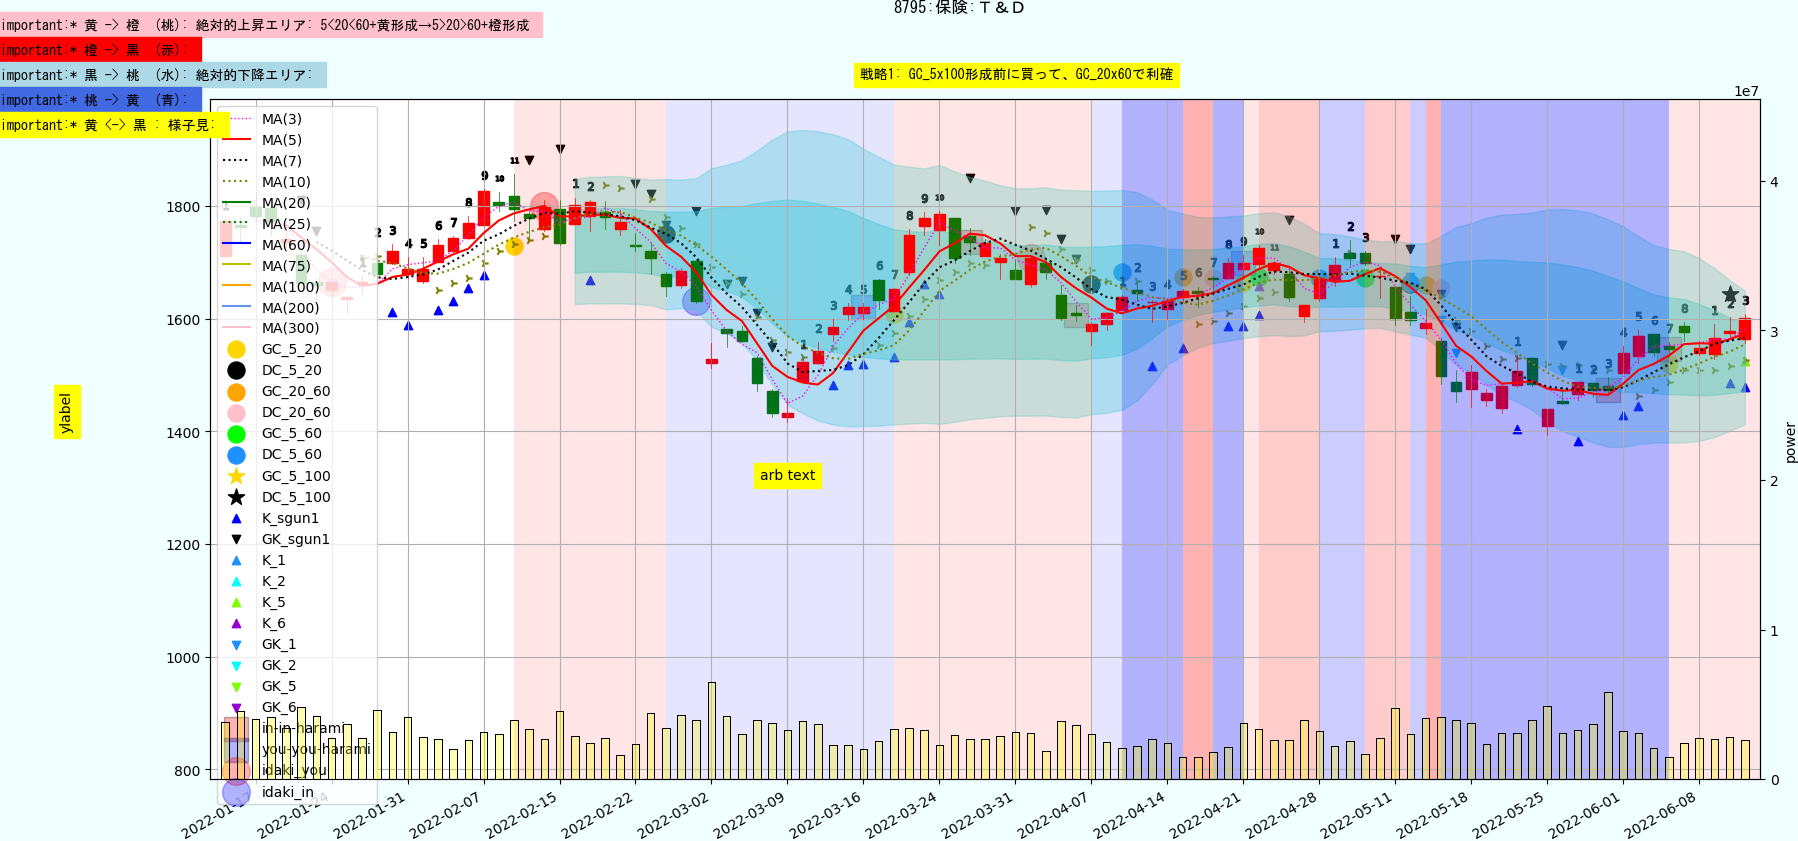 8795:保険:T&D
important:* 黄 -> 橙 (桃): 絶対的上昇エリア: 5<20<60+黄形成→5>20>60+橙形成
important:* 橙 -> 黒 (赤):
important:* 黒 -> 桃 (水): 絶対的下降エリア:
important:* 桃 -> 黄 (青):
important:* 黄 <-> 黒 : 様子見:
戦略1: GC_5x100形成前に買って、GC_20x60で利確
1e7
MA(3)
MA(5)
MA(7)
MA(10)
MA(20)
MA(25)
MA(60)
MA(75)
MA(100)
MA(200)
MA(300)
GC_5_20
DC_5_20
GC_20_60
DC_20_60
GC_5_60
DC_5_60
GC_5_100
DC_5_100
K_sgun1
GK_sgun1
K_1
K_2
K_5
K_6
GK_1
GK_2
GK_5
GK_6
in-in-harami
you-you-harami
idaki_you
idaki_in
1800
1600
1400
1200
1000
800
ylabel
arb text
4
3
2
1
0
power
2022-01-17
2022-01-24
2022-01-31
2022-02-07
2022-02-15
2022-02-22
2022-03-02
2022-03-09
2022-03-16
2022-03-24
2022-03-31
2022-04-07
2022-04-14
2022-04-21
2022-04-28
2022-05-11
2022-05-18
2022-05-25
2022-06-01
2022-06-08